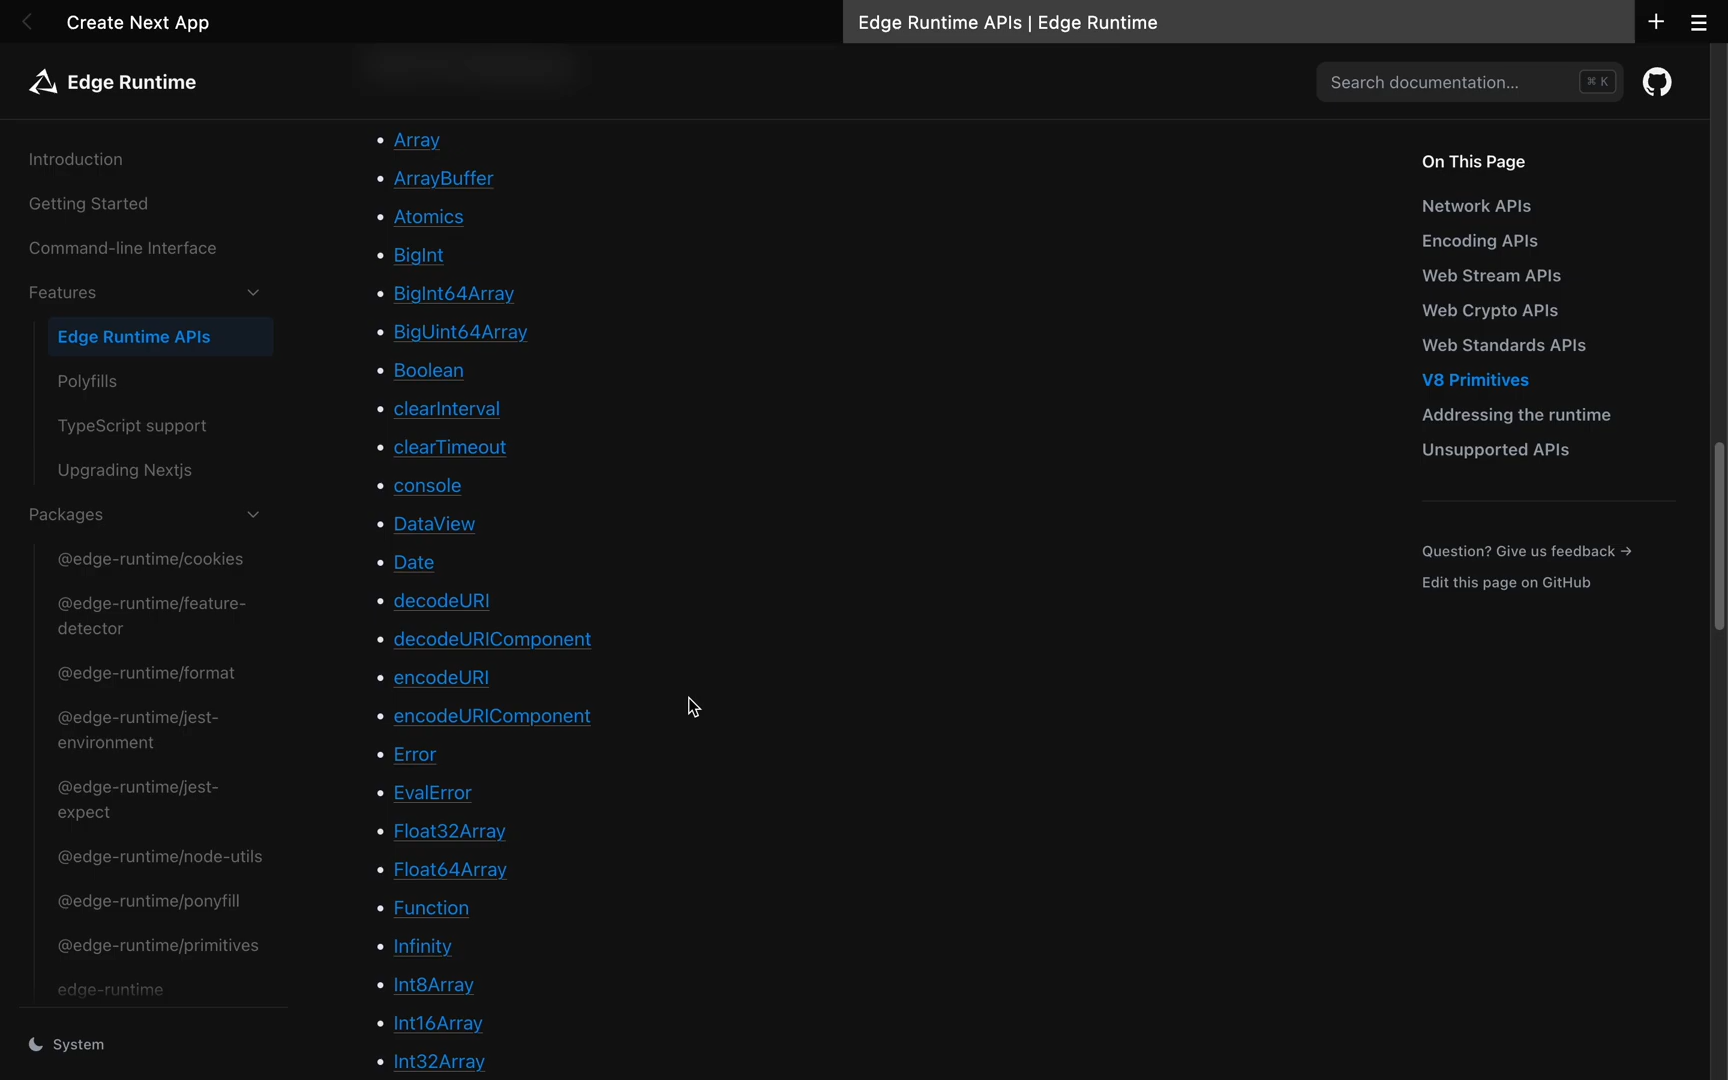 Create Next App
Edge Runtime APIs | Edge Runtime
Edge Runtime
Search documentation...
⌘ K
Introduction
Getting Started
Command-line Interface
Features
Edge Runtime APIs
Polyfills
TypeScript support
Upgrading Nextjs
Packages
@edge-runtime/cookies
@edge-runtime/feature-
detector
@edge-runtime/format
@edge-runtime/jest-
environment
@edge-runtime/jest-
expect
@edge-runtime/node-utils
@edge-runtime/ponyfill
@edge-runtime/primitives
edge-runtime
System
Array
ArrayBuffer
Atomics
BigInt
BigInt64Array
BigUint64Array
Boolean
clearInterval
clearTimeout
console
DataView
Date
decodeURI
decodeURIComponent
encodeURI
encodeURIComponent
Error
EvalError
Float32Array
Float64Array
Function
Infinity
Int8Array
Int16Array
Int32Array
On This Page
Network APIs
Encoding APIs
Web Stream APIs
Web Crypto APIs
Web Standards APIs
V8 Primitives
Addressing the runtime
Unsupported APIs
Question? Give us feedback →
Edit this page on GitHub